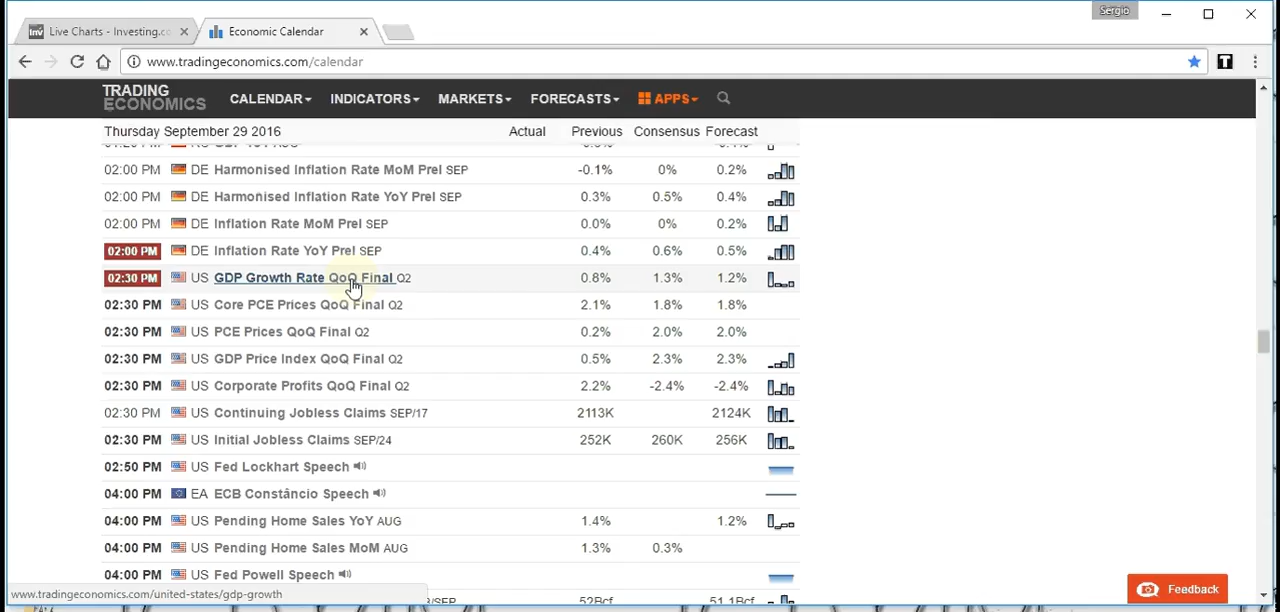 Sergio
Live Charts - Investing.co
Economic Calendar
www.tradingeconomics.com/calendar
TRADING
ECONOMICS
CALENDAR INDICATORS MARKETS FORECASTS APPS
Thursday September 29 2016 Actual Previous Consensus Forecast
02:00 PM DE Harmonised Inflation Rate MoM Prel SEP -0.1% 0% 0.2%
02:00 PM DE Harmonised Inflation Rate YoY Prel SEP 0.3% 0.5% 0.4%
02:00 PM DE Inflation Rate MoM Prel SEP 0.0% 0% 0.2%
02:00 PM DE Inflation Rate YoY Prel SEP 0.4% 0.6% 0.5%
02:30 PM US GDP Growth Rate QoQ Final Q2 0.8% 1.3% 1.2%
02:30 PM US Core PCE Prices QoQ Final Q2 2.1% 1.8% 1.8%
02:30 PM US PCE Prices QoQ Final Q2 0.2% 2.0% 2.0%
02:30 PM US GDP Price Index QoQ Final Q2 0.5% 2.3% 2.3%
02:30 PM US Corporate Profits QoQ Final Q2 2.2% -2.4% -2.4%
02:30 PM US Continuing Jobless Claims SEP/17 2113K 2124K
02:30 PM US Initial Jobless Claims SEP/24 252K 260K 256K
02:50 PM US Fed Lockhart Speech
04:00 PM EA ECB Constâncio Speech
04:00 PM US Pending Home Sales YoY AUG 1.4% 1.2%
04:00 PM US Pending Home Sales MoM AUG 1.3% 0.3%
04:00 PM US Fed Powell Speech
www.tradingeconomics.com/united-states/gdp-growth
52Bcf 51.1Bcf
Feedback